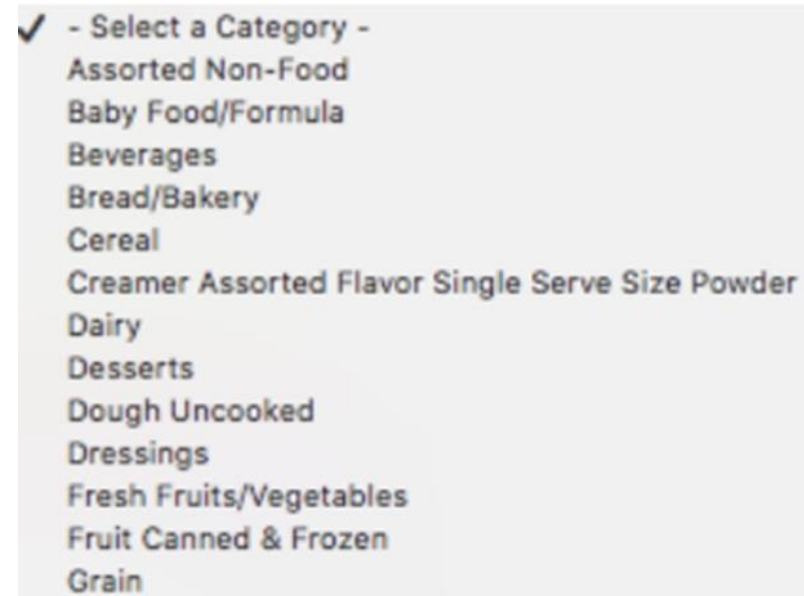 ✓ - Select a Category -
Assorted Non-Food
Baby Food/Formula
Beverages
Bread/Bakery
Cereal
Creamer Assorted Flavor Single Serve Size Powder
Dairy
Desserts
Dough Uncooked
Dressings
Fresh Fruits/Vegetables
Fruit Canned & Frozen
Grain